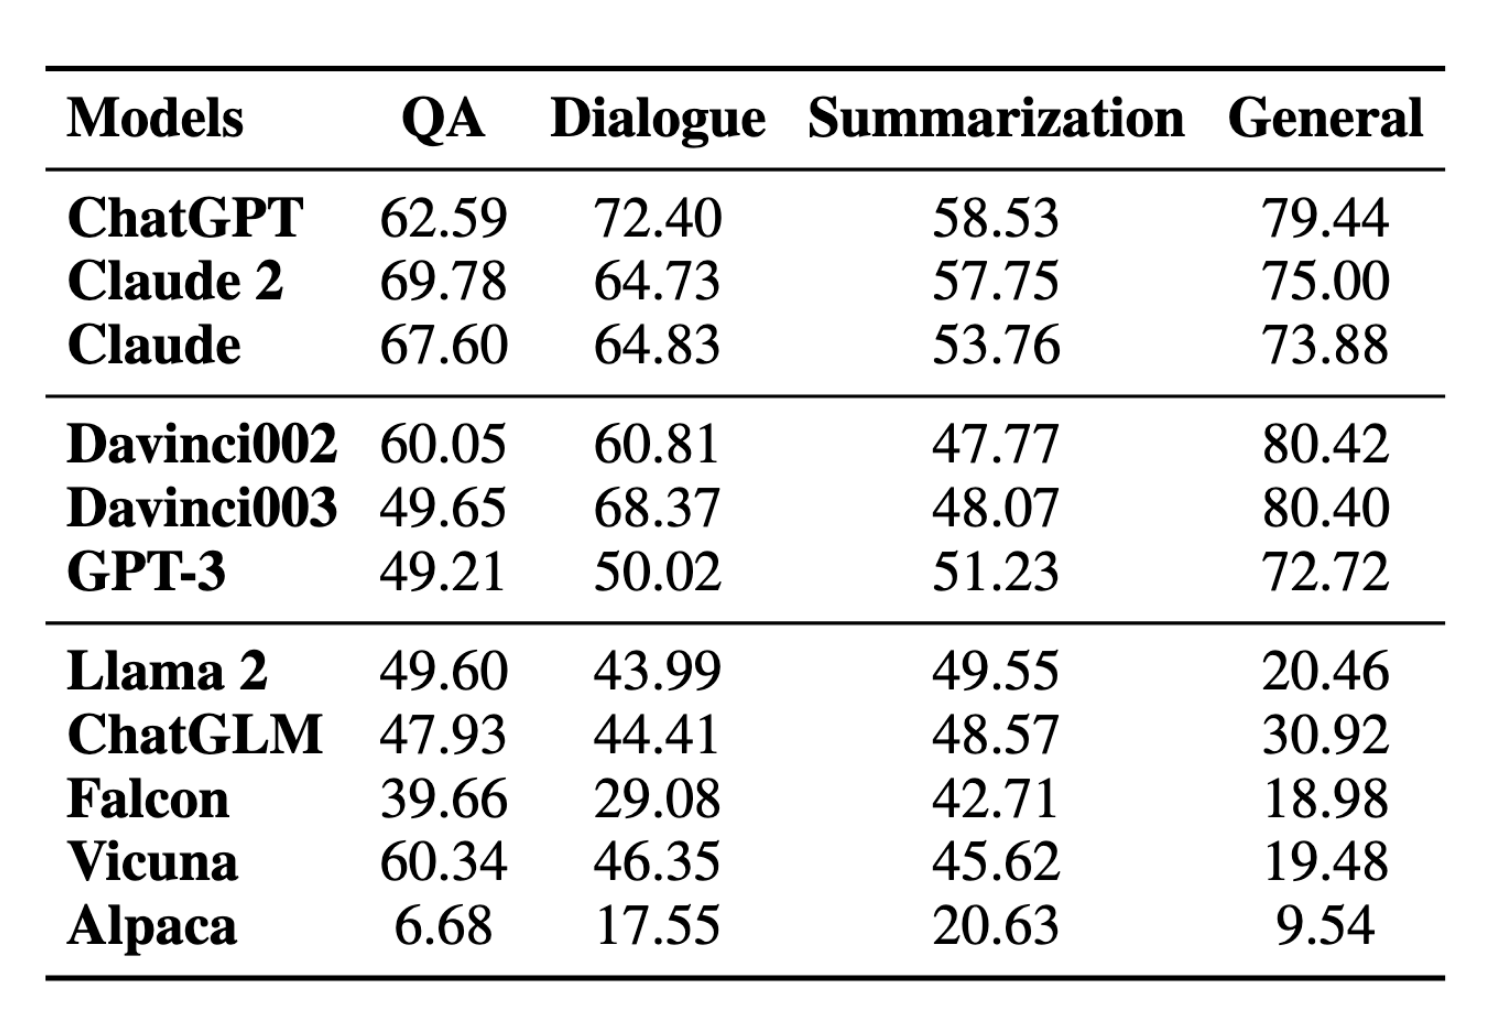 Models QA Dialogue Summarization General
ChatGPT 62.59 72.40 58.53 79.44
Claude 2 69.78 64.73 57.75 75.00
Claude 67.60 64.83 53.76 73.88
Davinci002 60.05 60.81 47.77 80.42
Davinci003 49.65 68.37 48.07 80.40
GPT-3 49.21 50.02 51.23 72.72
Llama 2 49.60 43.99 49.55 20.46
ChatGLM 47.93 44.41 48.57 30.92
Falcon 39.66 29.08 42.71 18.98
Vicuna 60.34 46.35 45.62 19.48
Alpaca 6.68 17.55 20.63 9.54